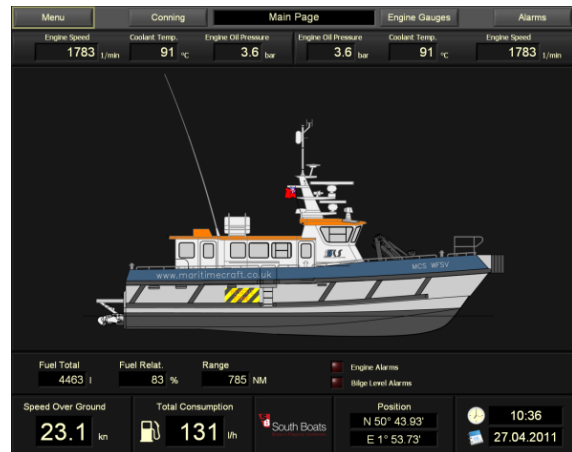 Menu Conning Main Page Engine Gauges Alarms
Engine Speed Coolant Temp. Engine Oil Pressure Engine Oil Pressure Coolant Temp. Engine Speed
1783 1/min 91 °C 3.6 bar 3.6 bar 91 °C 1783 1/min
MCS WFSV
www.maritimecraft.co.uk
Fuel Total Fuel Relat. Range
4463 l 83 % 785 NM
Engine Alarms
Bilge Level Alarms
Speed Over Ground Total Consumption Position
23.1 kn 131 l/h South Boats N 50° 43.93' 10:36
E 1° 53.73' 27.04.2011